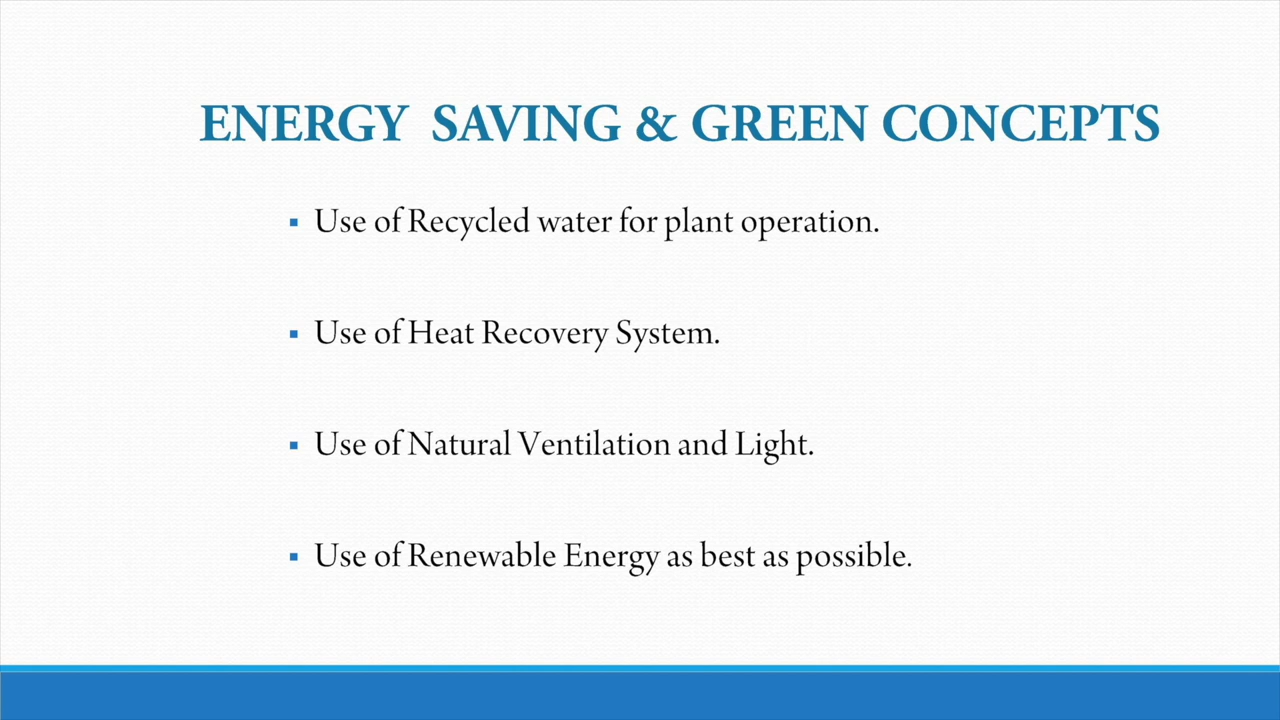 ENERGY SAVING & GREEN CONCEPTS
▪ Use of Recycled water for plant operation.
▪ Use of Heat Recovery System.
▪ Use of Natural Ventilation and Light.
▪ Use of Renewable Energy as best as possible.